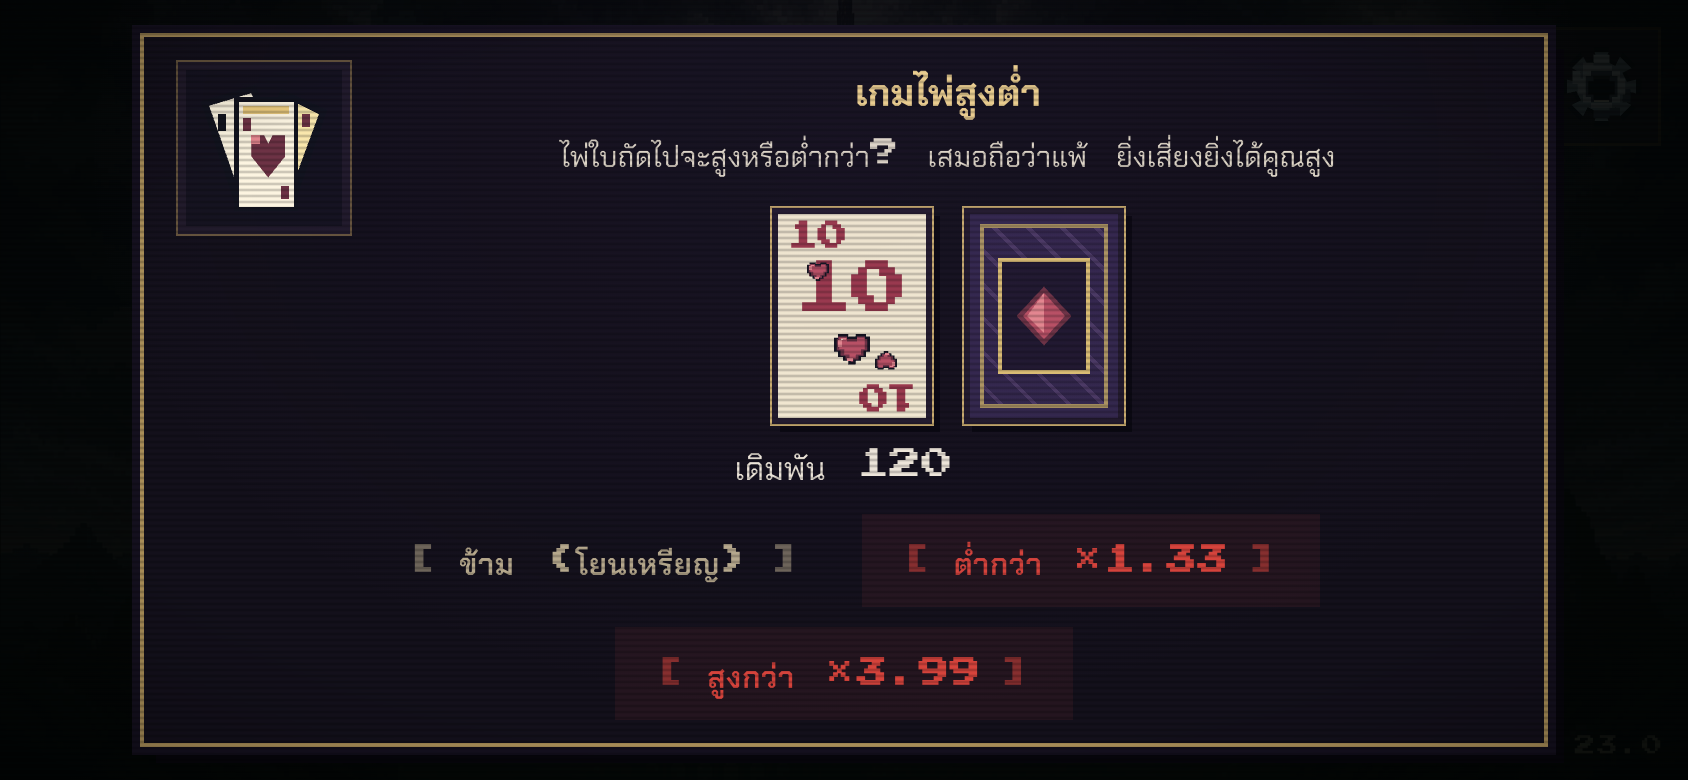 เกมไพ่สูงต่ำ
ไพ่ใบถัดไปจะสูงหรือต่ำกว่า? เสมอถือว่าแพ้ ยิ่งเสี่ยงยิ่งได้คูณสูง
10
10
10
เดิมพัน 120
[ ข้าม (โยนเหรียญ) ]
[ ต่ำกว่า ×1.33 ]
[ สูงกว่า ×3.99 ]
23.0